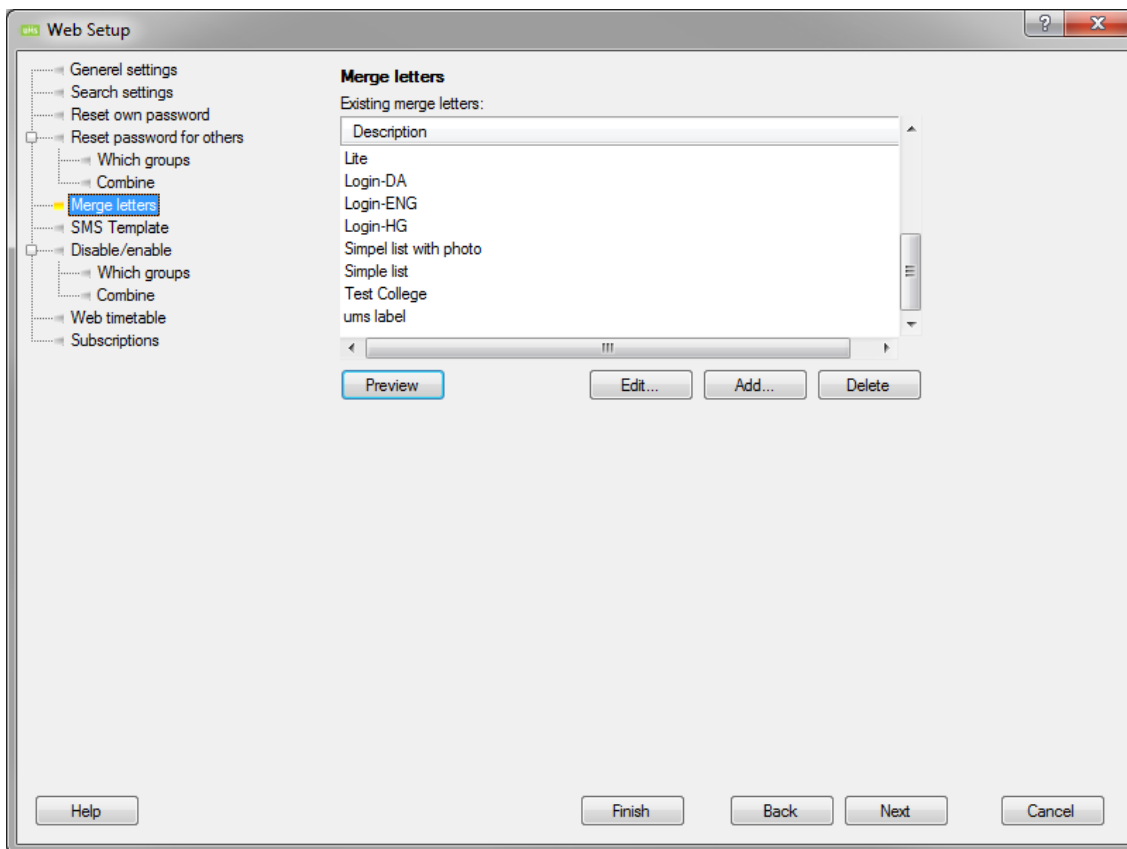 UMS Web Setup
Generel settings
Search settings
Reset own password
Reset password for others
Which groups
Combine
Merge letters
SMS Template
Disable/enable
Which groups
Combine
Web timetable
Subscriptions
Merge letters
Existing merge letters:
Description
Lite
Login-DA
Login-ENG
Login-HG
Simpel list with photo
Simple list
Test College
ums label
Preview Edit... Add... Delete
Help Finish Back Next Cancel